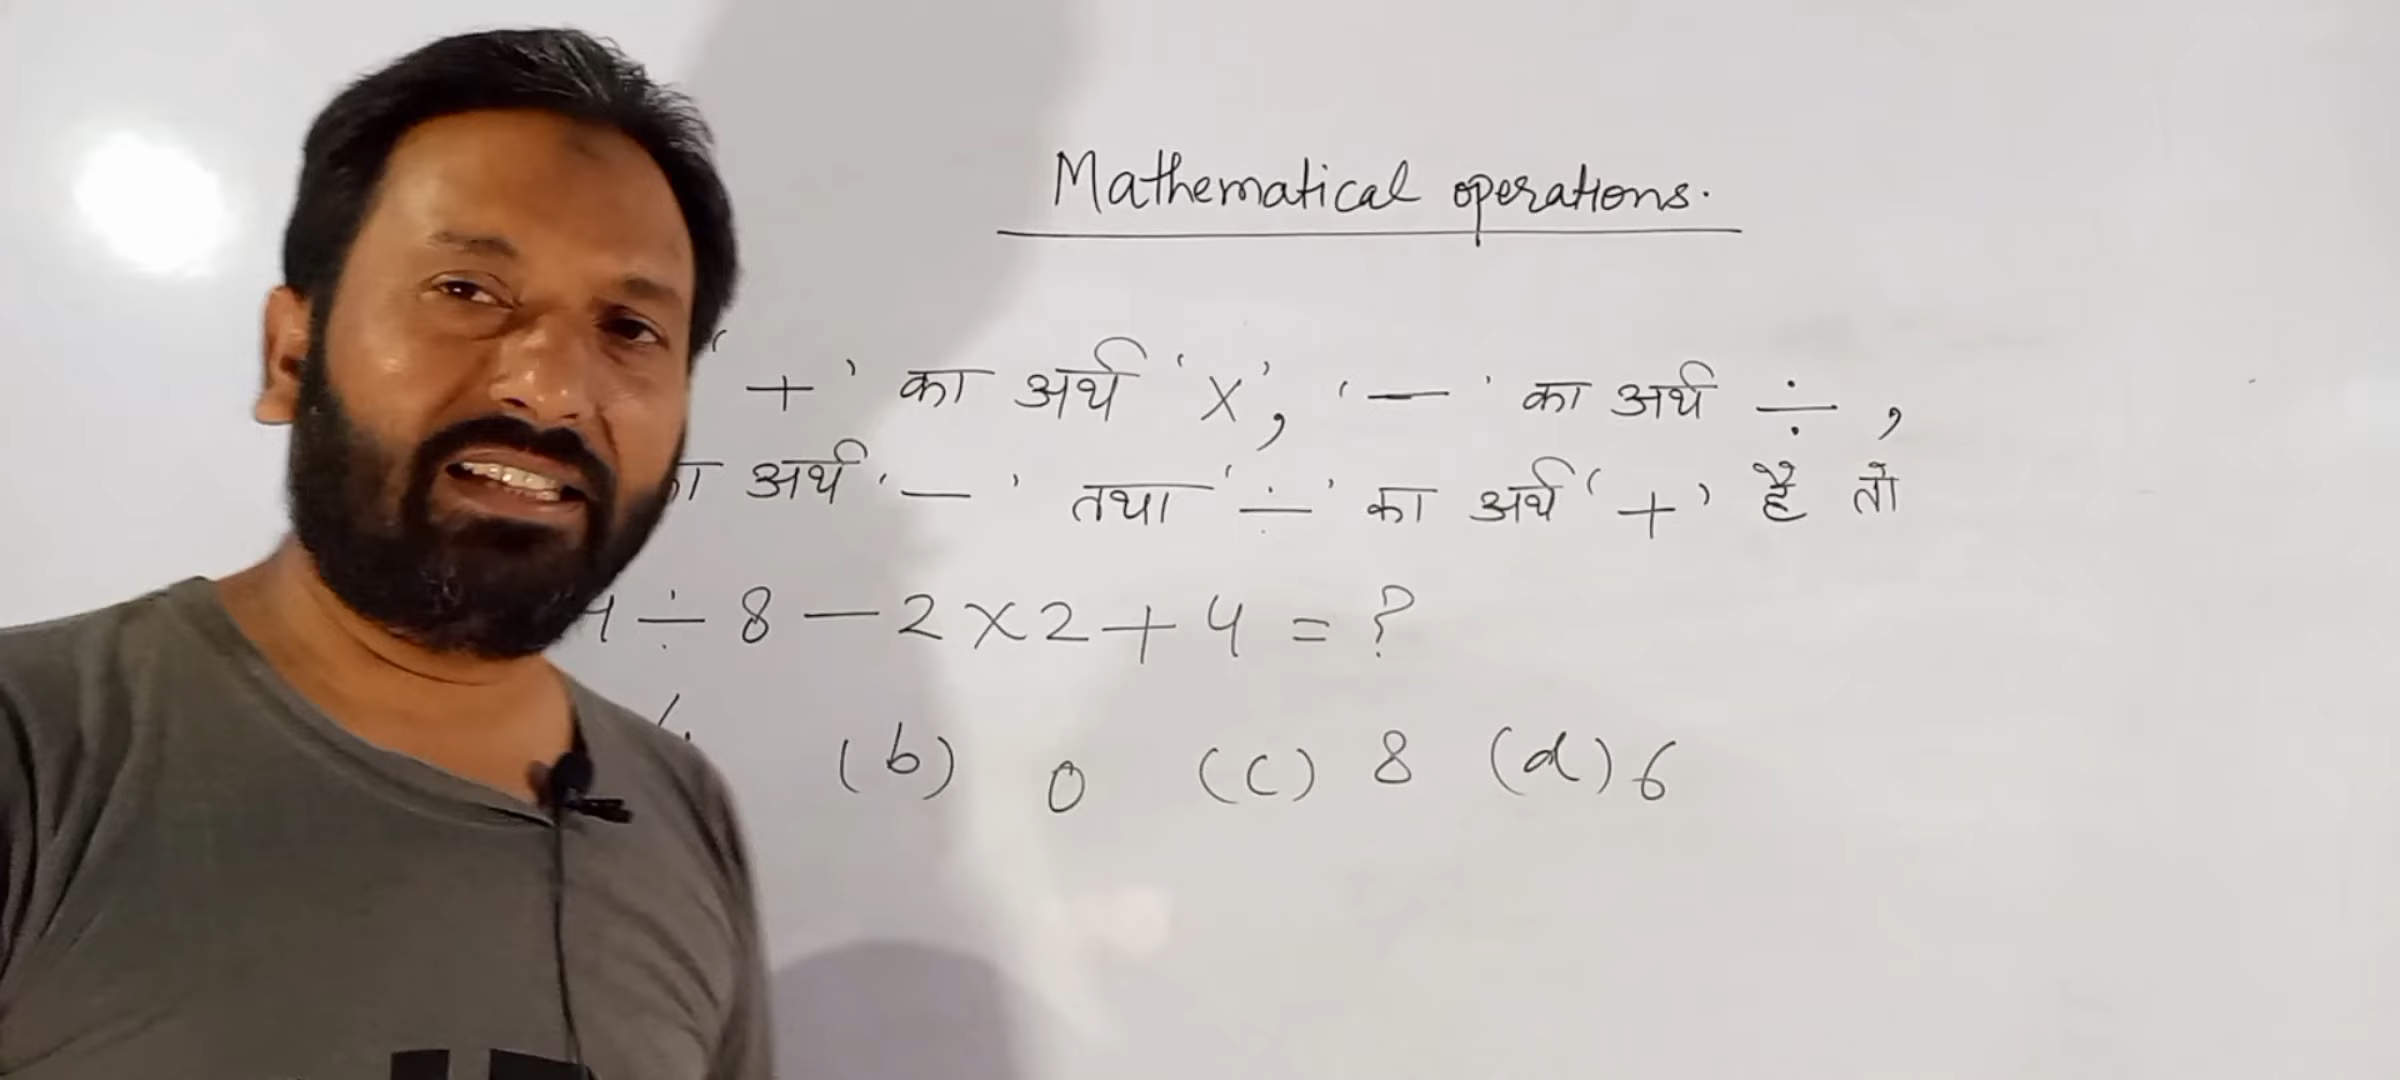 Mathematical operations.
'+' का अर्थ 'x', '—' का अर्थ ÷,
अर्थ '—' तथा '÷' का अर्थ '+' है तो
÷ 8 — 2 x 2 + 4 = ?
(b) 0 (c) 8 (d) 6